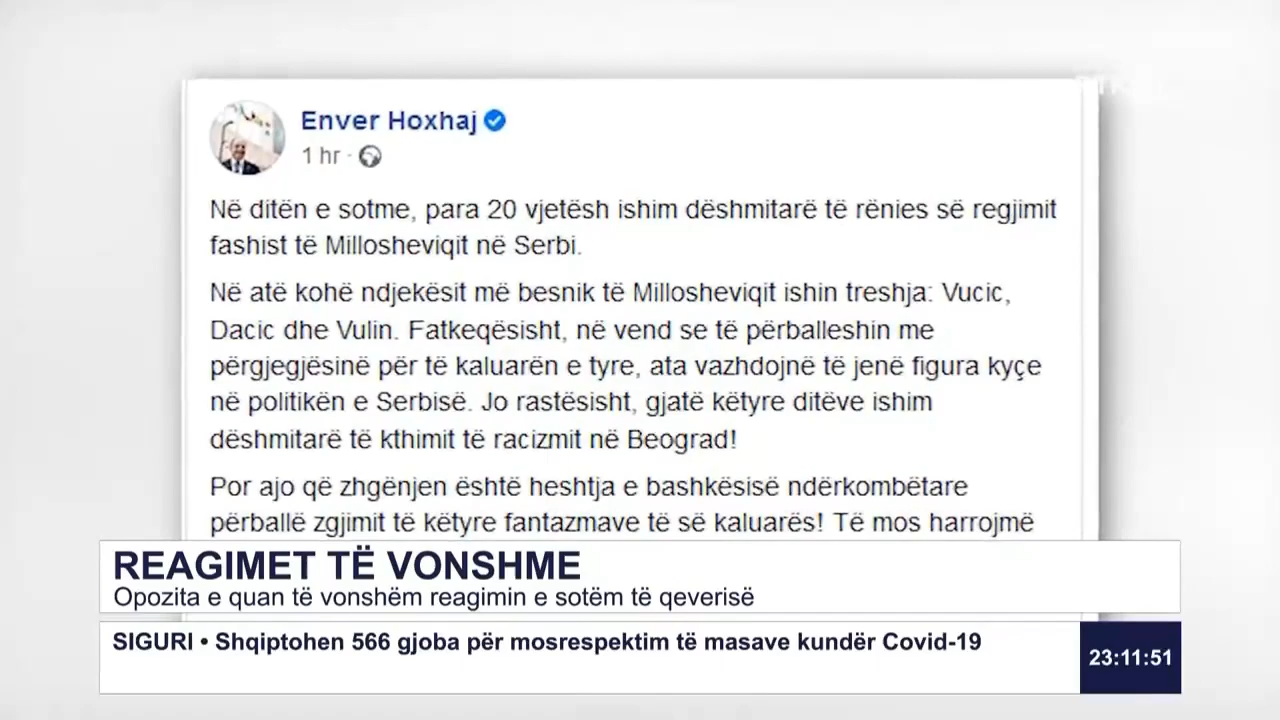 Enver Hoxhaj
1 hr ·
Në ditën e sotme, para 20 vjetësh ishim dëshmitarë të rënies së regjimit
fashist të Millosheviqit në Serbi.
Në atë kohë ndjekësit më besnik të Millosheviqit ishin treshja: Vucic,
Dacic dhe Vulin. Fatkeqësisht, në vend se të përballeshin me
përgjegjësinë për të kaluarën e tyre, ata vazhdojnë të jenë figura kyçe
në politikën e Serbisë. Jo rastësisht, gjatë këtyre ditëve ishim
dëshmitarë të kthimit të racizmit në Beograd!
Por ajo që zhgënjen është heshtja e bashkësisë ndërkombëtare
përballë zgjimit të këtyre fantazmave të së kaluarës! Të mos harrojmë
REAGIMET TË VONSHME
Opozita e quan të vonshëm reagimin e sotëm të qeverisë
SIGURI • Shqiptohen 566 gjoba për mosrespektim të masave kundër Covid-19
23:11:51